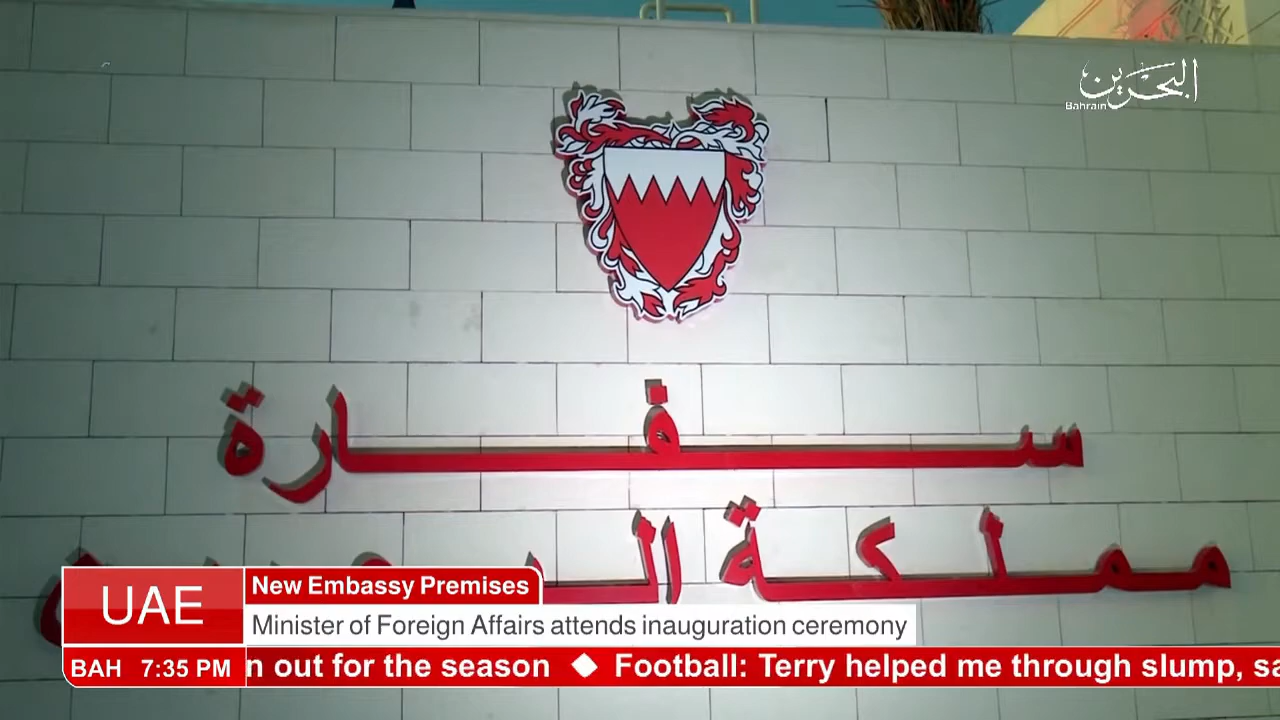 البحرين
Bahrain
سفارة
مملكة
UAE
New Embassy Premises
Minister of Foreign Affairs attends inauguration ceremony
BAH 7:35 PM
n out for the season ◆ Football: Terry helped me through slump, sa